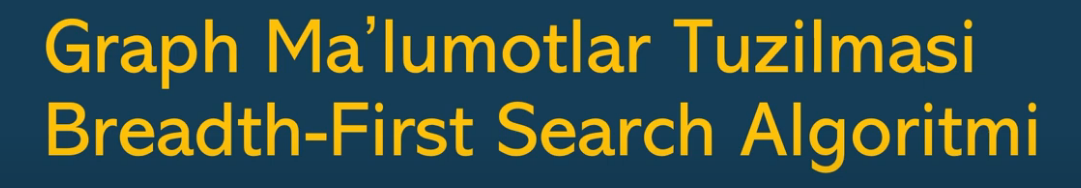 Graph Ma’lumotlar Tuzilmasi
Breadth-First Search Algoritmi